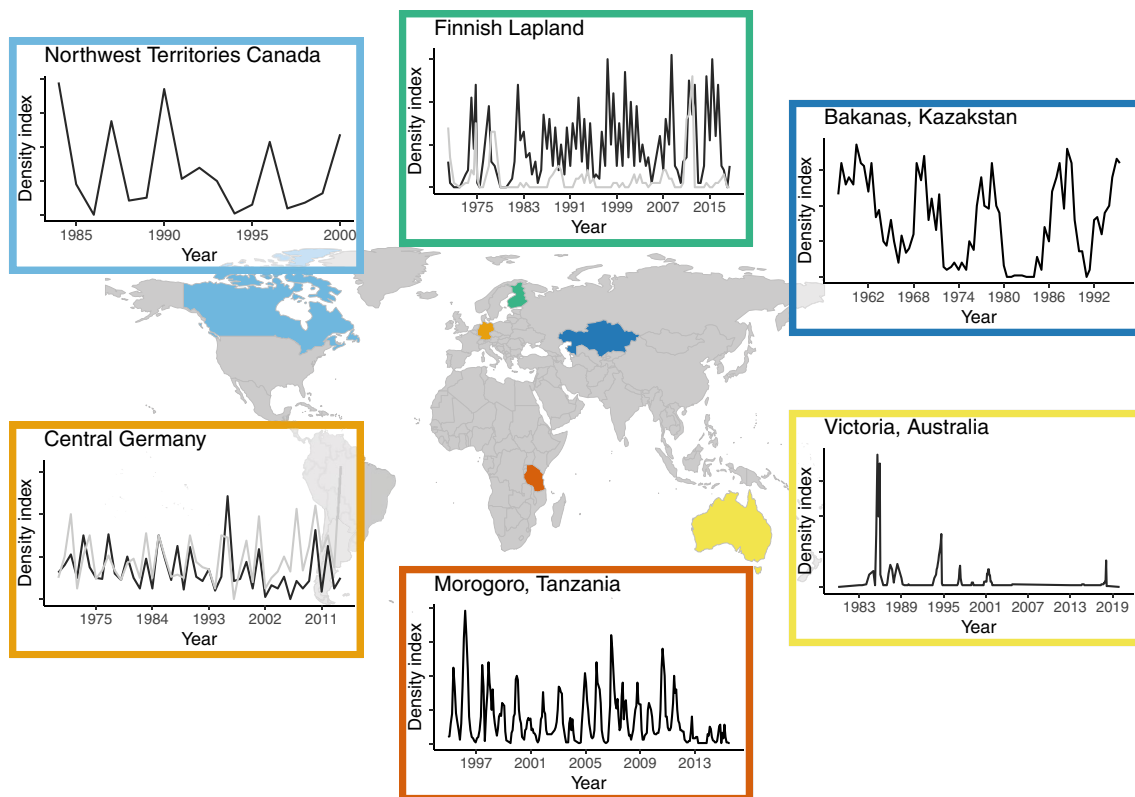 Northwest Territories Canada
Density index
1985 1990 1995 2000
Year
Finnish Lapland
Density index
1975 1983 1991 1999 2007 2015
Year
Bakanas, Kazakstan
Density index
1962 1968 1974 1980 1986 1992
Year
Central Germany
Density index
1975 1984 1993 2002 2011
Year
Morogoro, Tanzania
Density index
1997 2001 2005 2009 2013
Year
Victoria, Australia
Density index
1983 1989 1995 2001 2007 2013 2019
Year